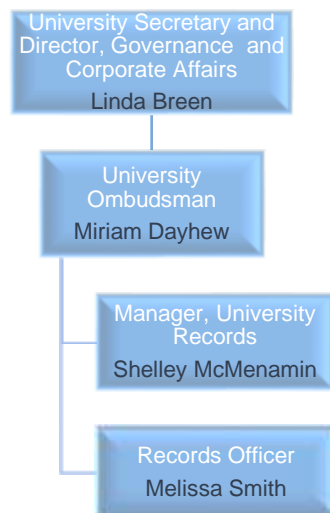 University Secretary and
Director, Governance and
Corporate Affairs
Linda Breen
University
Ombudsman
Miriam Dayhew
Manager, University
Records
Shelley McMenamin
Records Officer
Melissa Smith